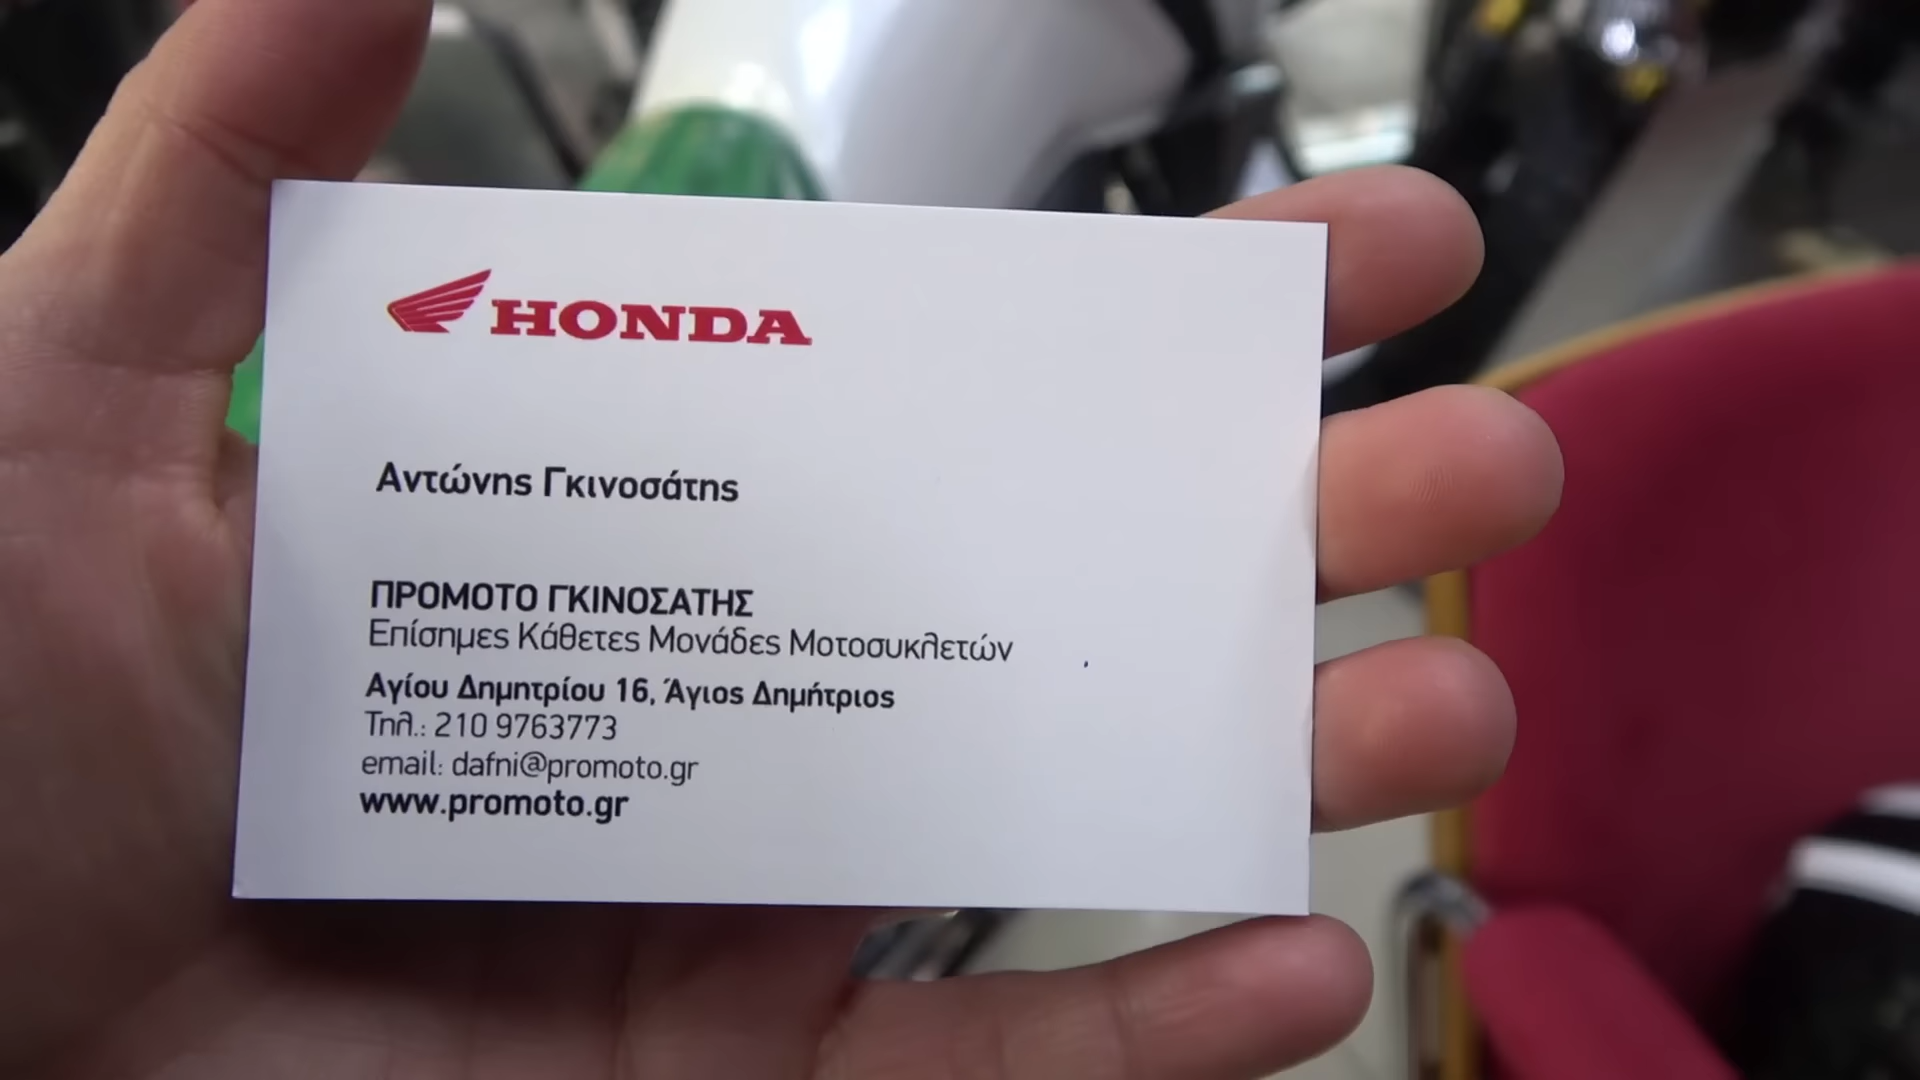 HONDA
Αντώνης Γκινοσάτης
ΠΡΟΜΟΤΟ ΓΚΙΝΟΣΑΤΗΣ
Επίσημες Κάθετες Μονάδες Μοτοσυκλετών
Αγίου Δημητρίου 16, Άγιος Δημήτριος
Τηλ.: 210 9763773
email: dafni@promoto.gr
www.promoto.gr